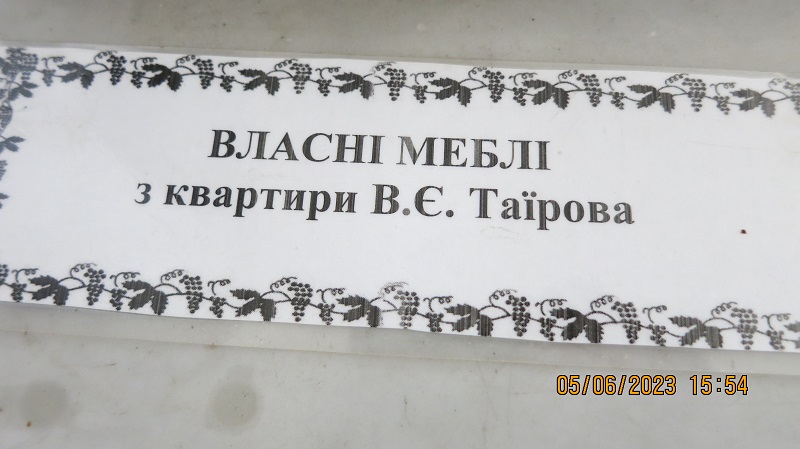 ВЛАСНІ МЕБЛІ
з квартири В.Є. Таїрова
05/06/2023 15:54